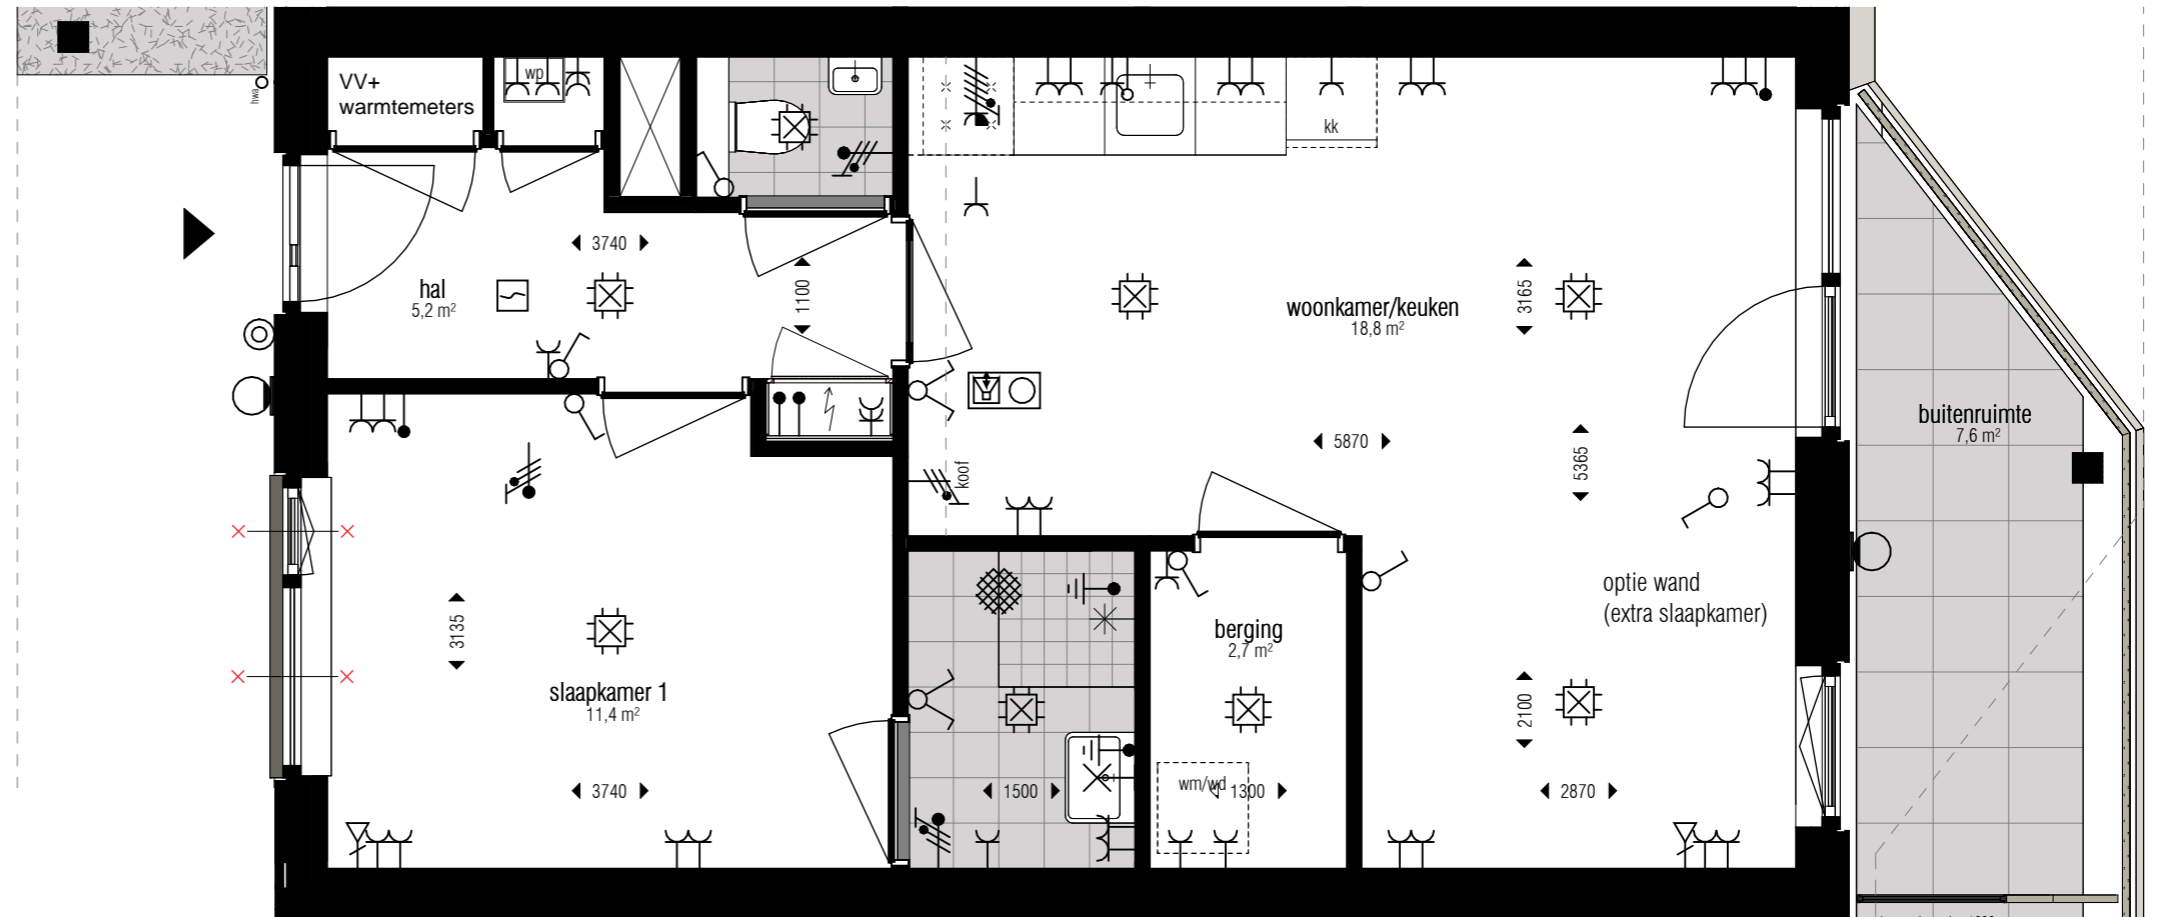 VV+
warmtemeters
wp
hwa
kk
3740
1100
hal
5,2 m²
woonkamer/keuken
18,8 m²
3165
buitenruimte
7,6 m²
5870
5365
koof
optie wand
(extra slaapkamer)
3135
berging
2,7 m²
slaapkamer 1
11,4 m²
2100
3740
1500
wm/wd
1300
2870